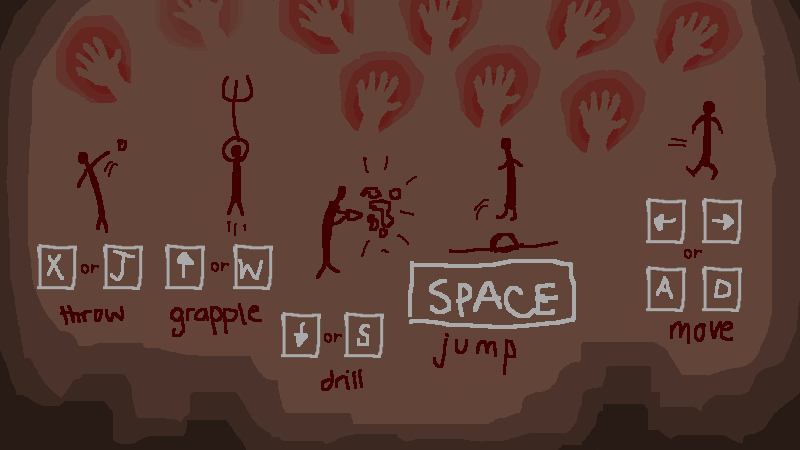 X or J
throw
↑ or W
grapple
↓ or S
drill
SPACE
jump
← →
or
A D
move